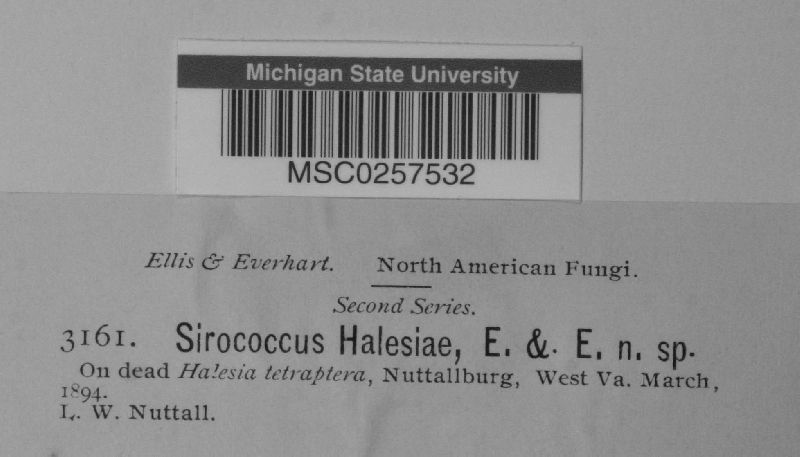 Michigan State University
MSC0257532
Ellis & Everhart. North American Fungi.
Second Series.
3161. Sirococcus Halesiae, E. &. E. n. sp.
On dead Halesia tetraptera, Nuttallburg, West Va. March,
1894.
L. W. Nuttall.